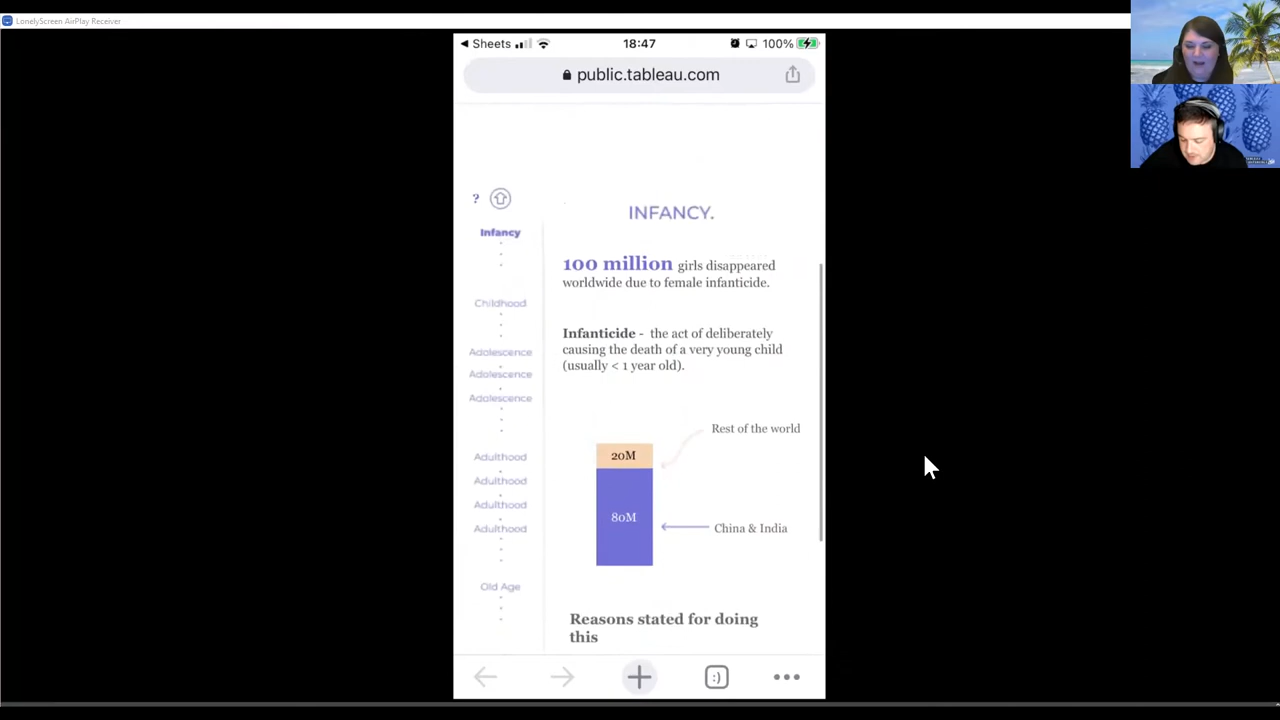 LonelyScreen AirPlay Receiver
Sheets
18:47
100%
public.tableau.com
?
INFANCY.
Infancy
100 million girls disappeared
worldwide due to female infanticide.
Childhood
Infanticide - the act of deliberately
causing the death of a very young child
(usually < 1 year old).
Adolescence
Adolescence
Adolescence
Rest of the world
20M
Adulthood
Adulthood
Adulthood
Adulthood
80M
China & India
Old Age
Reasons stated for doing
this
:)